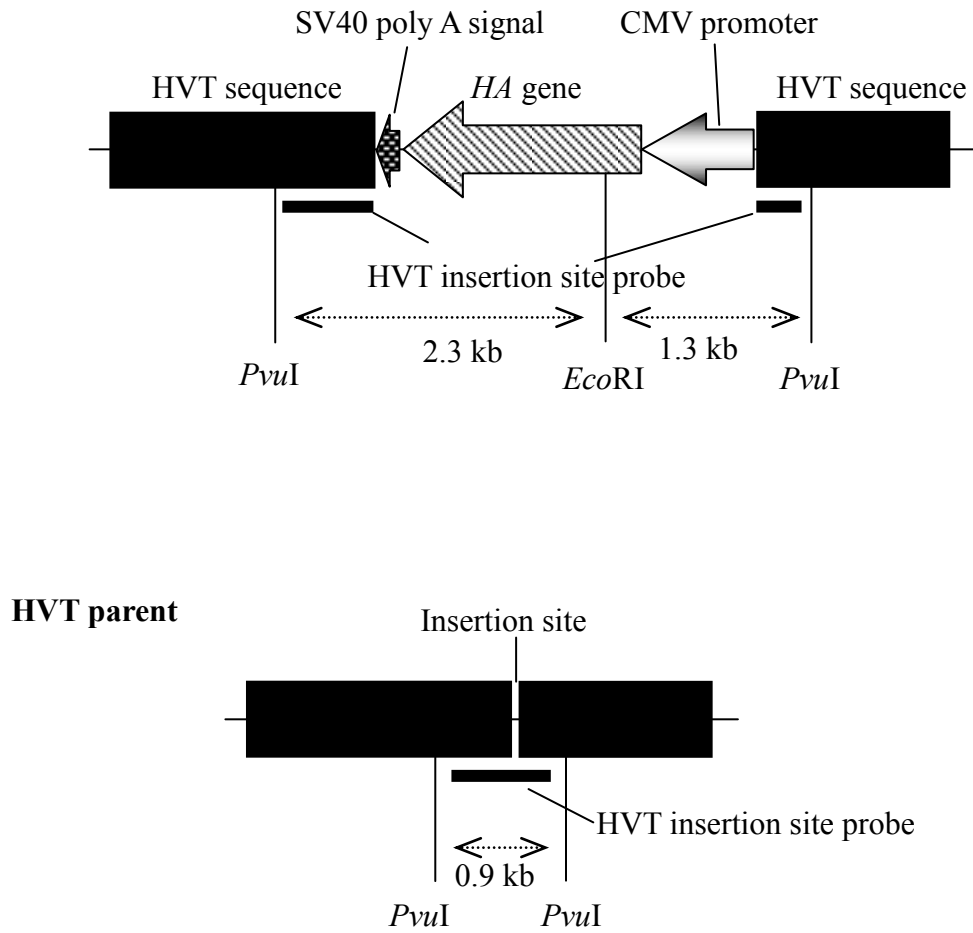 SV40 poly A signal
CMV promoter
HVT sequence
HA gene
HVT sequence
HVT insertion site probe
2.3 kb
1.3 kb
PvuI
EcoRI
PvuI
HVT parent
Insertion site
HVT insertion site probe
0.9 kb
PvuI
PvuI